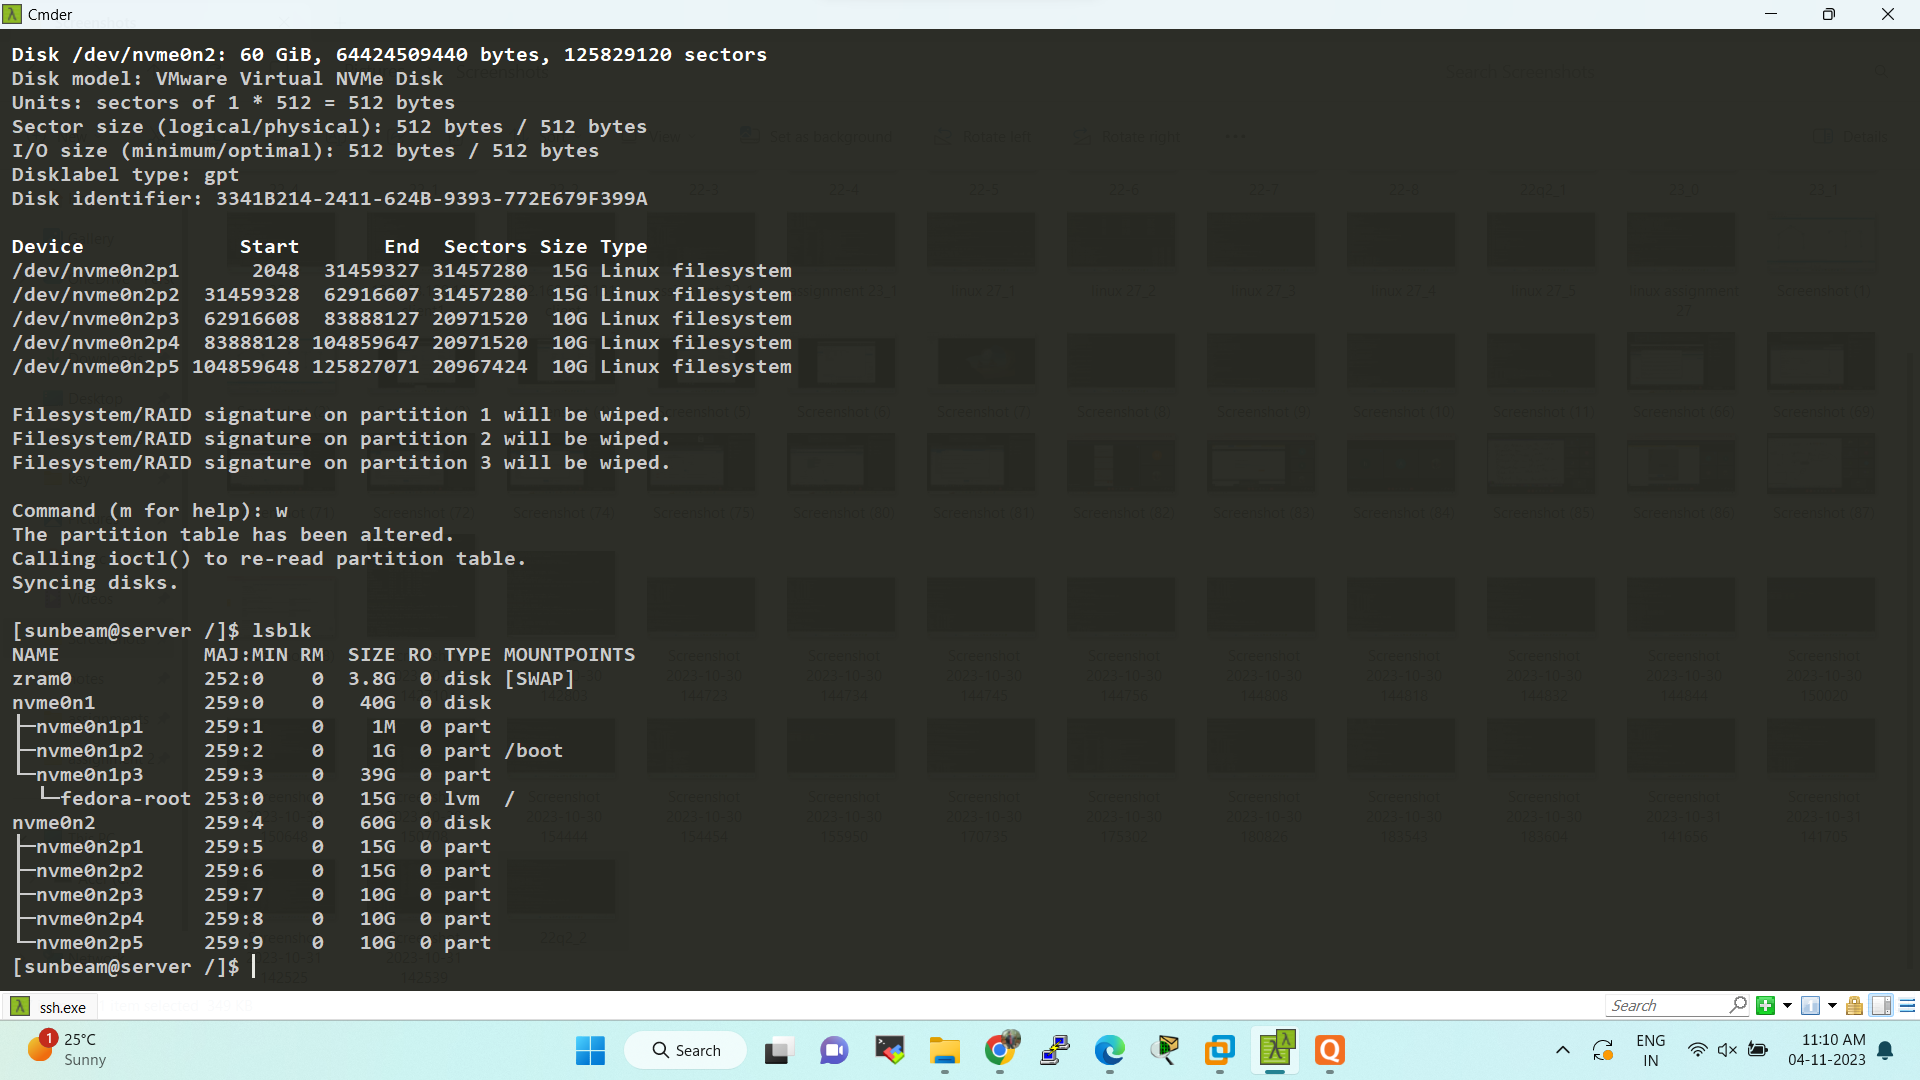 Cmder
Disk /dev/nvme0n2: 60 GiB, 64424509440 bytes, 125829120 sectors
Disk model: VMware Virtual NVMe Disk
Units: sectors of 1 * 512 = 512 bytes
Sector size (logical/physical): 512 bytes / 512 bytes
I/O size (minimum/optimal): 512 bytes / 512 bytes
Disklabel type: gpt
Disk identifier: 3341B214-2411-624B-9393-772E679F399A
Device Start End Sectors Size Type
/dev/nvme0n2p1 2048 31459327 31457280 15G Linux filesystem
/dev/nvme0n2p2 31459328 62916607 31457280 15G Linux filesystem
/dev/nvme0n2p3 62916608 83888127 20971520 10G Linux filesystem
/dev/nvme0n2p4 83888128 104859647 20971520 10G Linux filesystem
/dev/nvme0n2p5 104859648 125827071 20967424 10G Linux filesystem
Filesystem/RAID signature on partition 1 will be wiped.
Filesystem/RAID signature on partition 2 will be wiped.
Filesystem/RAID signature on partition 3 will be wiped.
Command (m for help): w
The partition table has been altered.
Calling ioctl() to re-read partition table.
Syncing disks.
[sunbeam@server /]$ lsblk
NAME MAJ:MIN RM SIZE RO TYPE MOUNTPOINTS
zram0 252:0 0 3.8G 0 disk [SWAP]
nvme0n1 259:0 0 40G 0 disk
├─nvme0n1p1 259:1 0 1M 0 part
├─nvme0n1p2 259:2 0 1G 0 part /boot
└─nvme0n1p3 259:3 0 39G 0 part
└─fedora-root 253:0 0 15G 0 lvm /
nvme0n2 259:4 0 60G 0 disk
├─nvme0n2p1 259:5 0 15G 0 part
├─nvme0n2p2 259:6 0 15G 0 part
├─nvme0n2p3 259:7 0 10G 0 part
├─nvme0n2p4 259:8 0 10G 0 part
└─nvme0n2p5 259:9 0 10G 0 part
[sunbeam@server /]$
ssh.exe
Search
1
25°C
Sunny
Search
ENG
IN
11:10 AM
04-11-2023